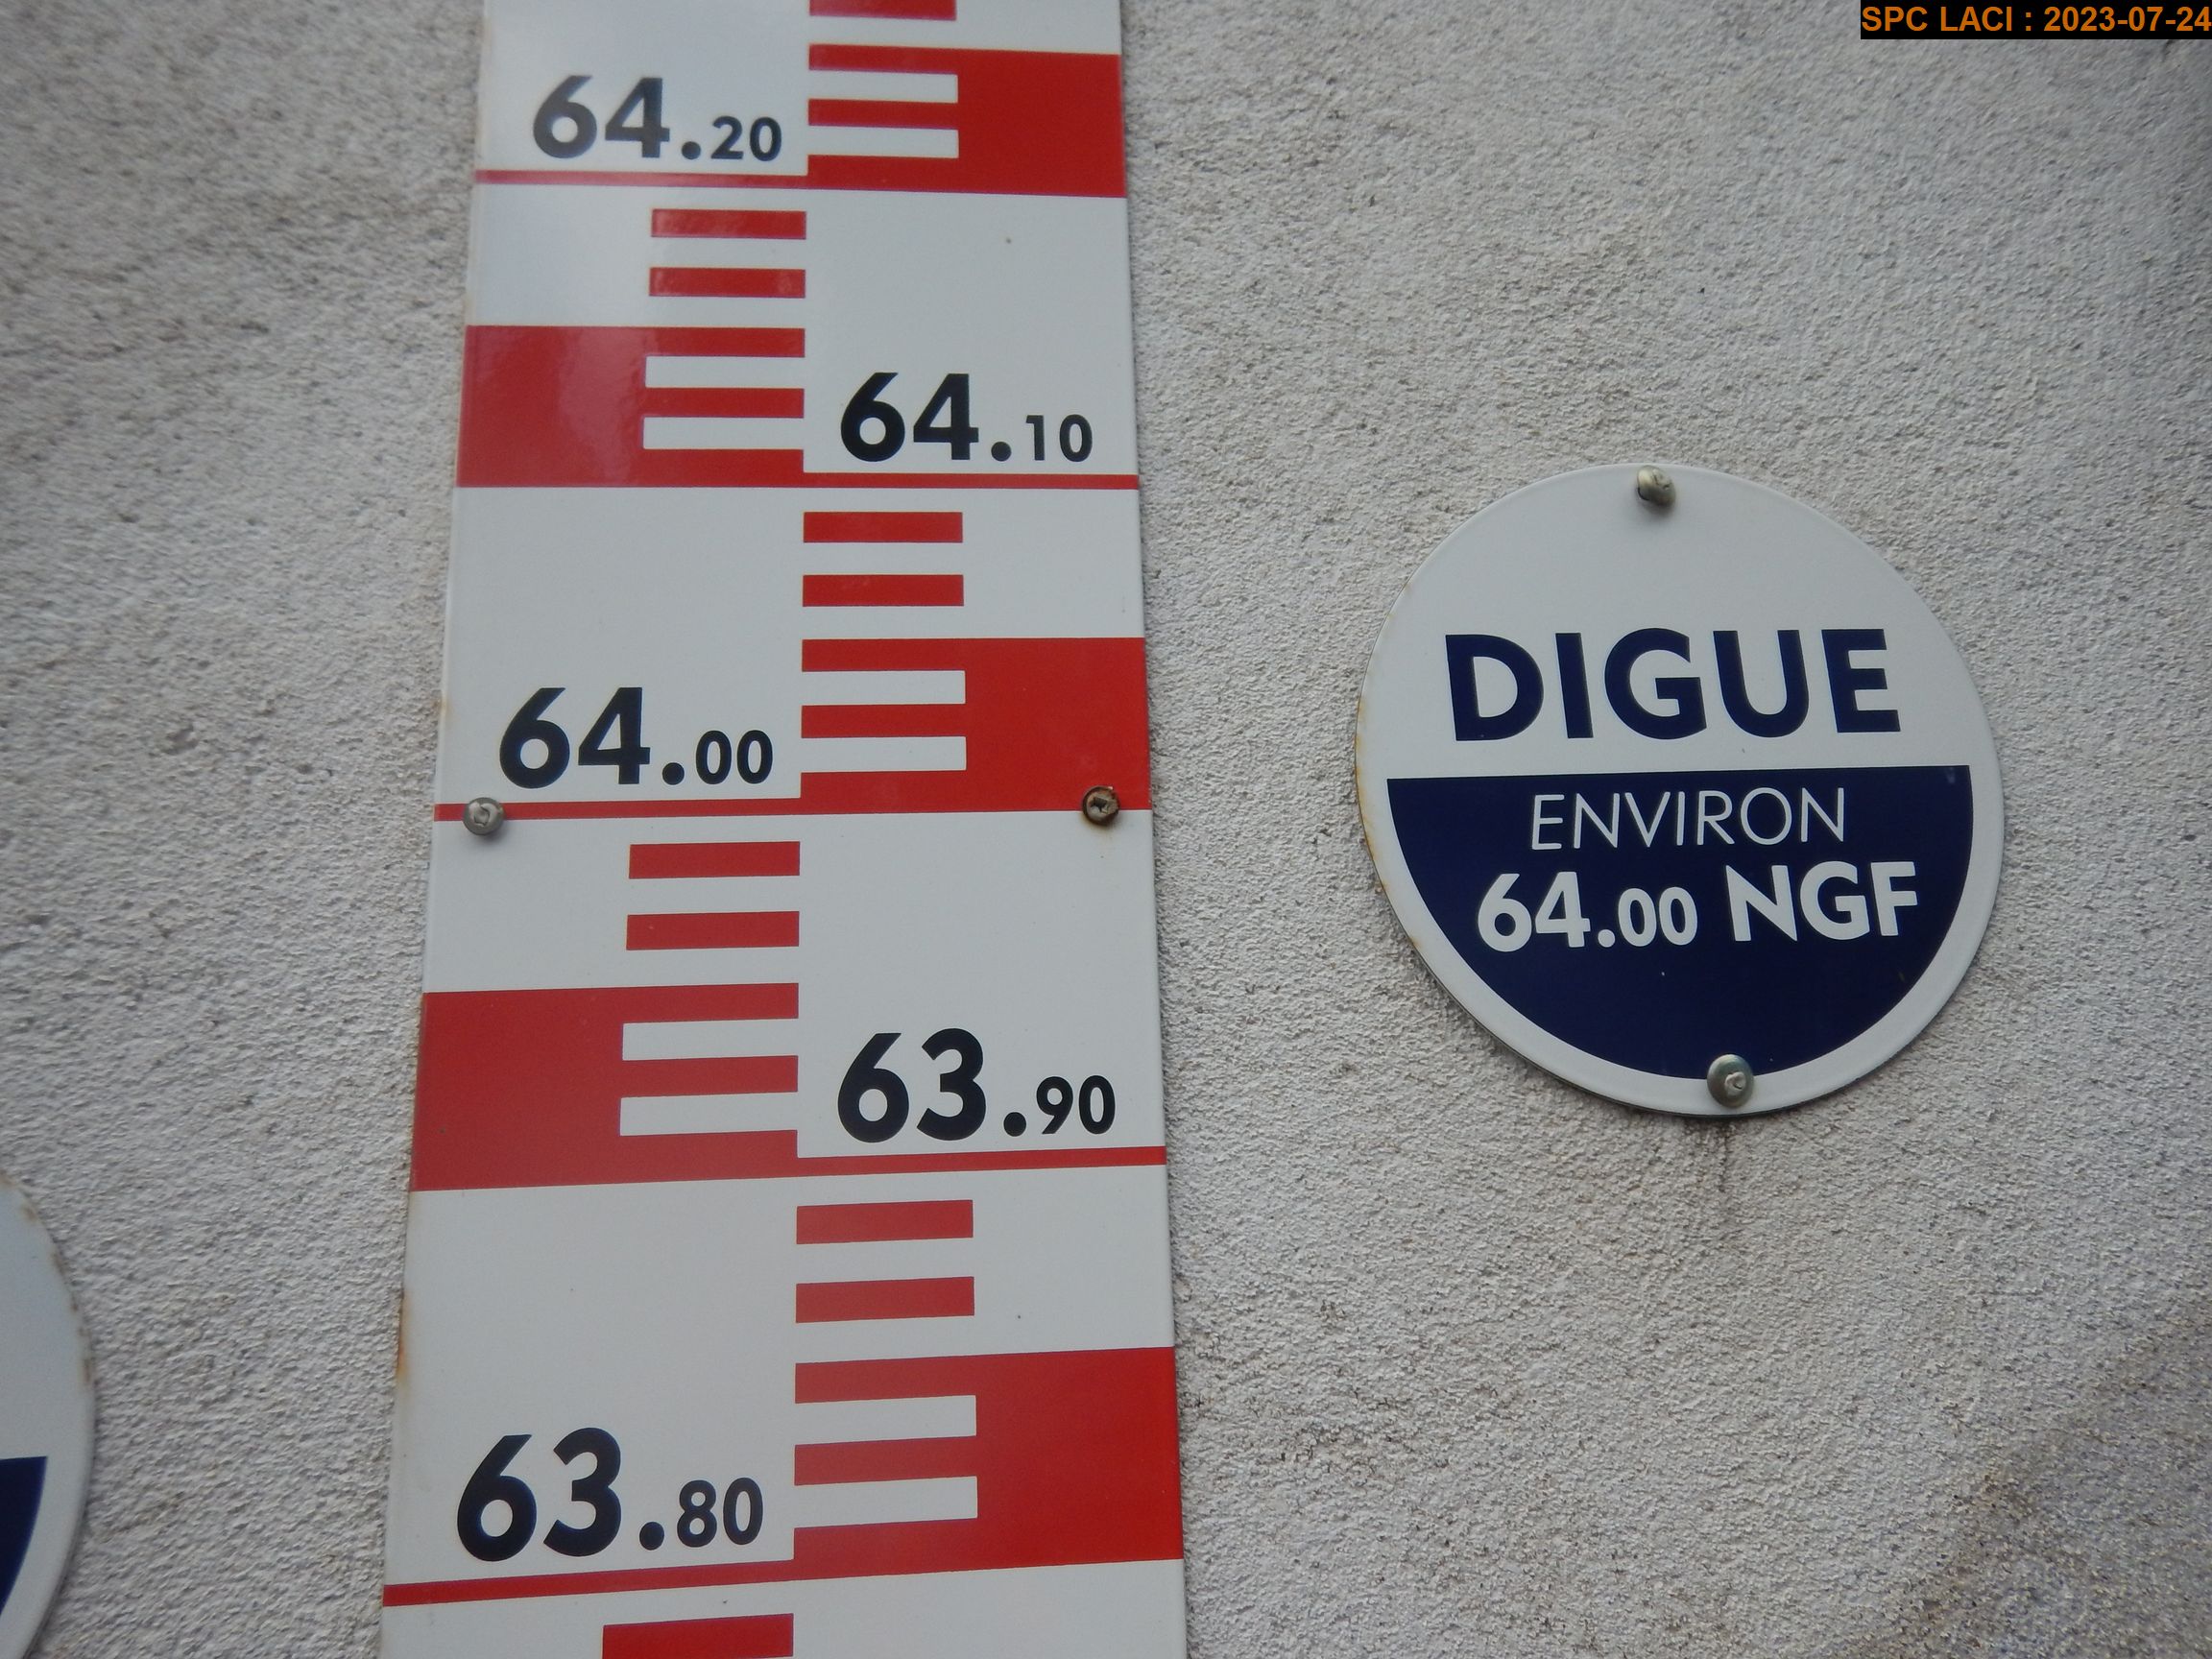 SPC LACI : 2023-07-24
64.20
64.10
64.00
63.90
63.80
DIGUE
ENVIRON
64.00 NGF